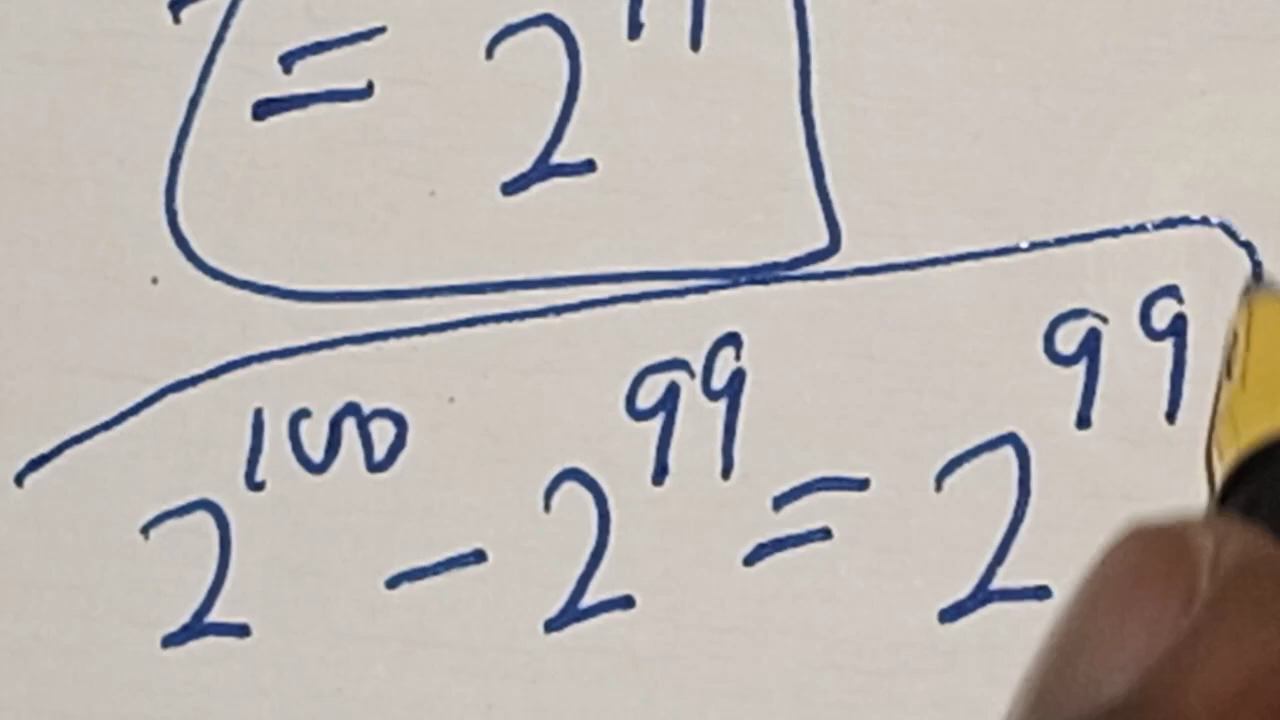 = 2
2^100 - 2^99 = 2^99